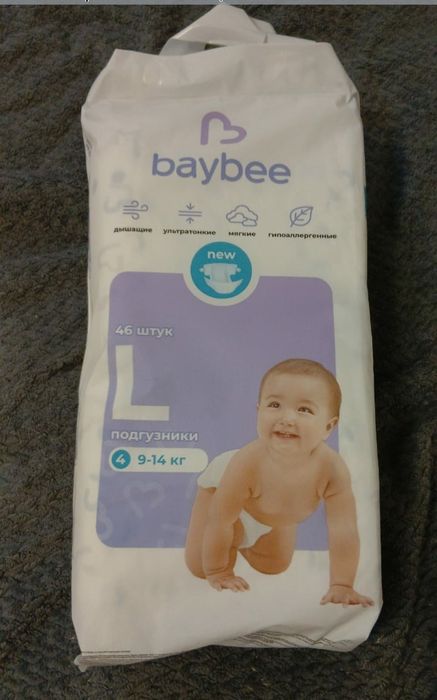 baybee
дышащие ультратонкие мягкие гипоаллергенные
new
46 штук
L
подгузники
4 9-14 кг